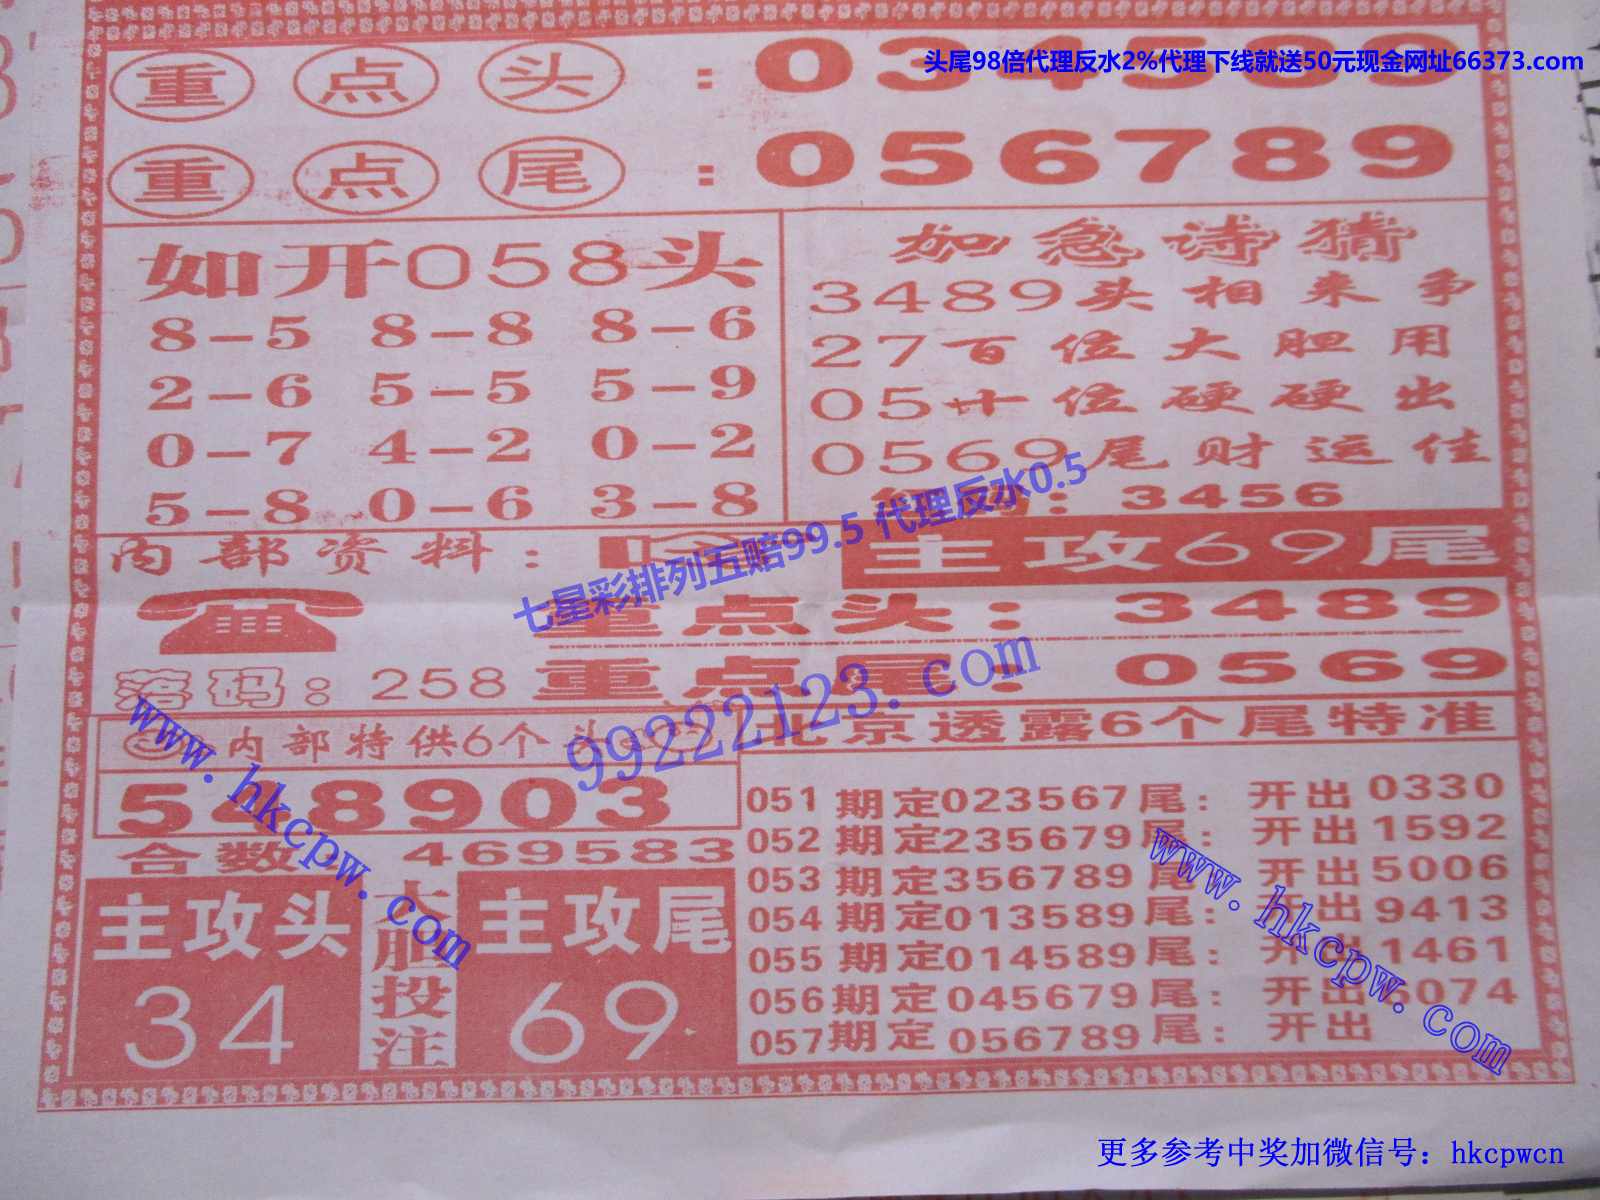 头尾98倍代理反水2%代理下线就送50元现金网址66373.com
重点头：034589
重点尾：056789
如开058头
8-5 8-8 8-6
2-6 5-5 5-9
0-7 4-2 0-2
5-8 0-6 3-8
加急诗猜
3489头相来争
27百位大胆用
05十位硬硬出
0569尾财运佳
：3456
内部资料：
主攻69尾
七星彩排列五赔99.5 代理反水0.5
重点头：3489
落码：258
重点尾：0569
99222123.com
www.hkcpw.com
内部特供6个头
548903
合数：469583
主攻头
34
大胆投注
主攻尾
69
北京透露6个尾特准
051期定023567尾：开出0330
052期定235679尾：开出1592
053期定356789尾：开出5006
054期定013589尾：开出9413
055期定014589尾：开出1461
056期定045679尾：开出6074
057期定056789尾：开出
www.hkcpw.com
更多参考中奖加微信号：hkcpwcn